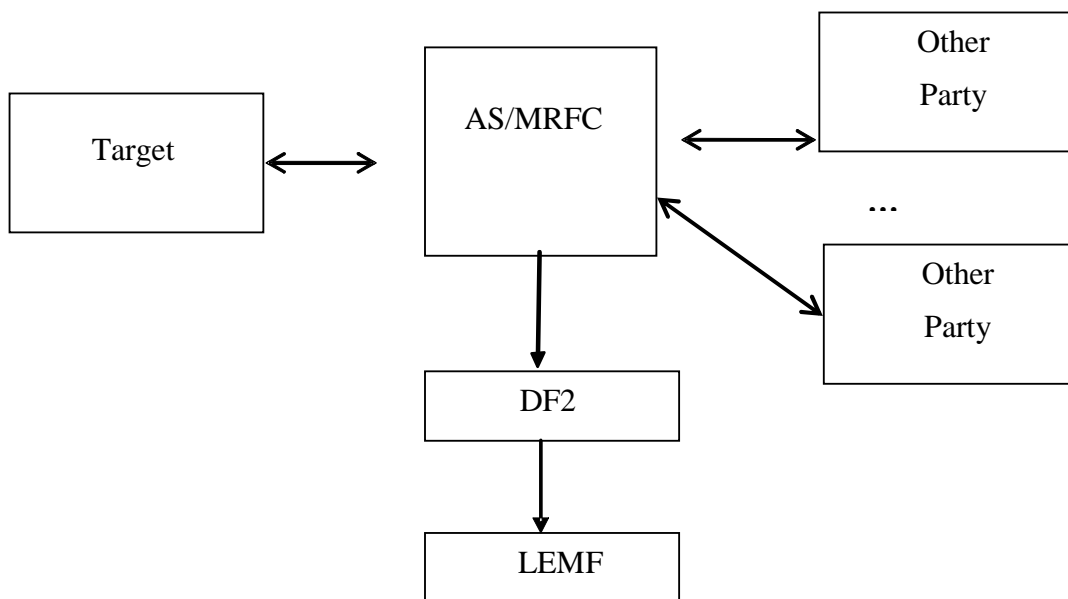 Target
AS/MRFC
Other
Party
...
Other
Party
DF2
LEMF